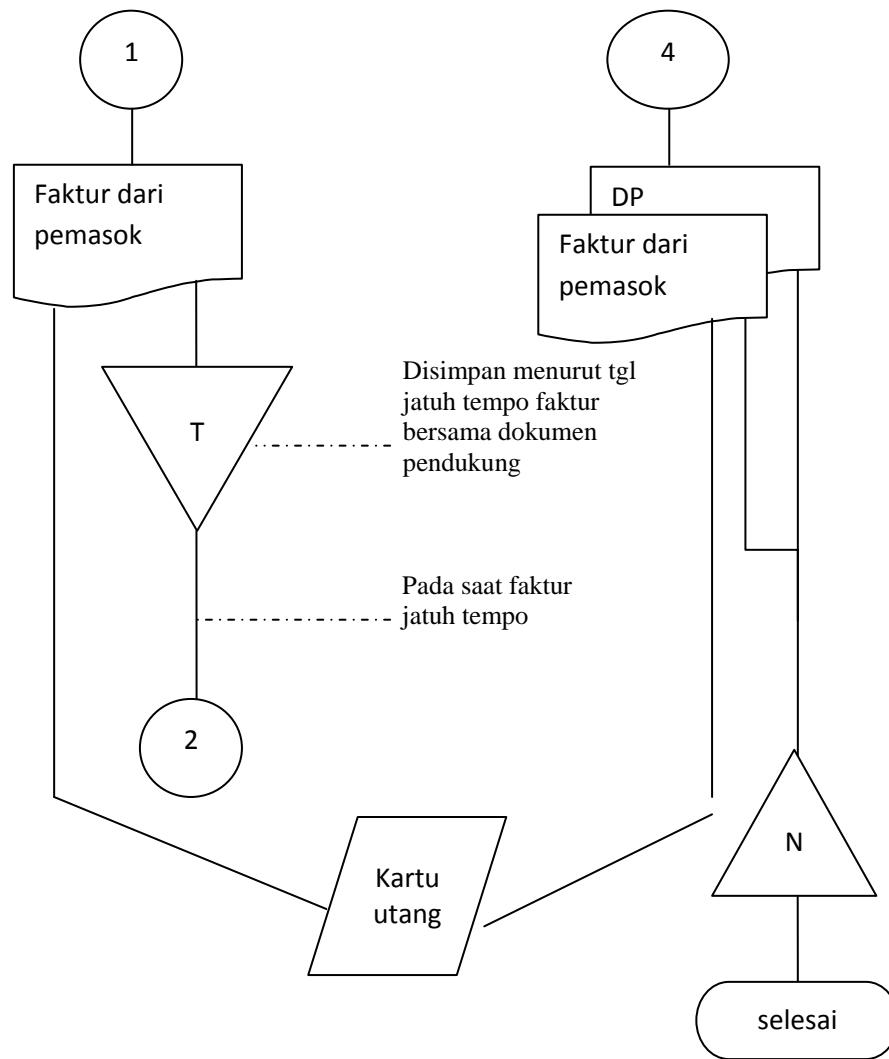 1
4
Faktur dari
pemasok
DP
Faktur dari
pemasok
T
Disimpan menurut tgl
jatuh tempo faktur
bersama dokumen
pendukung
Pada saat faktur
jatuh tempo
2
Kartu
utang
N
selesai